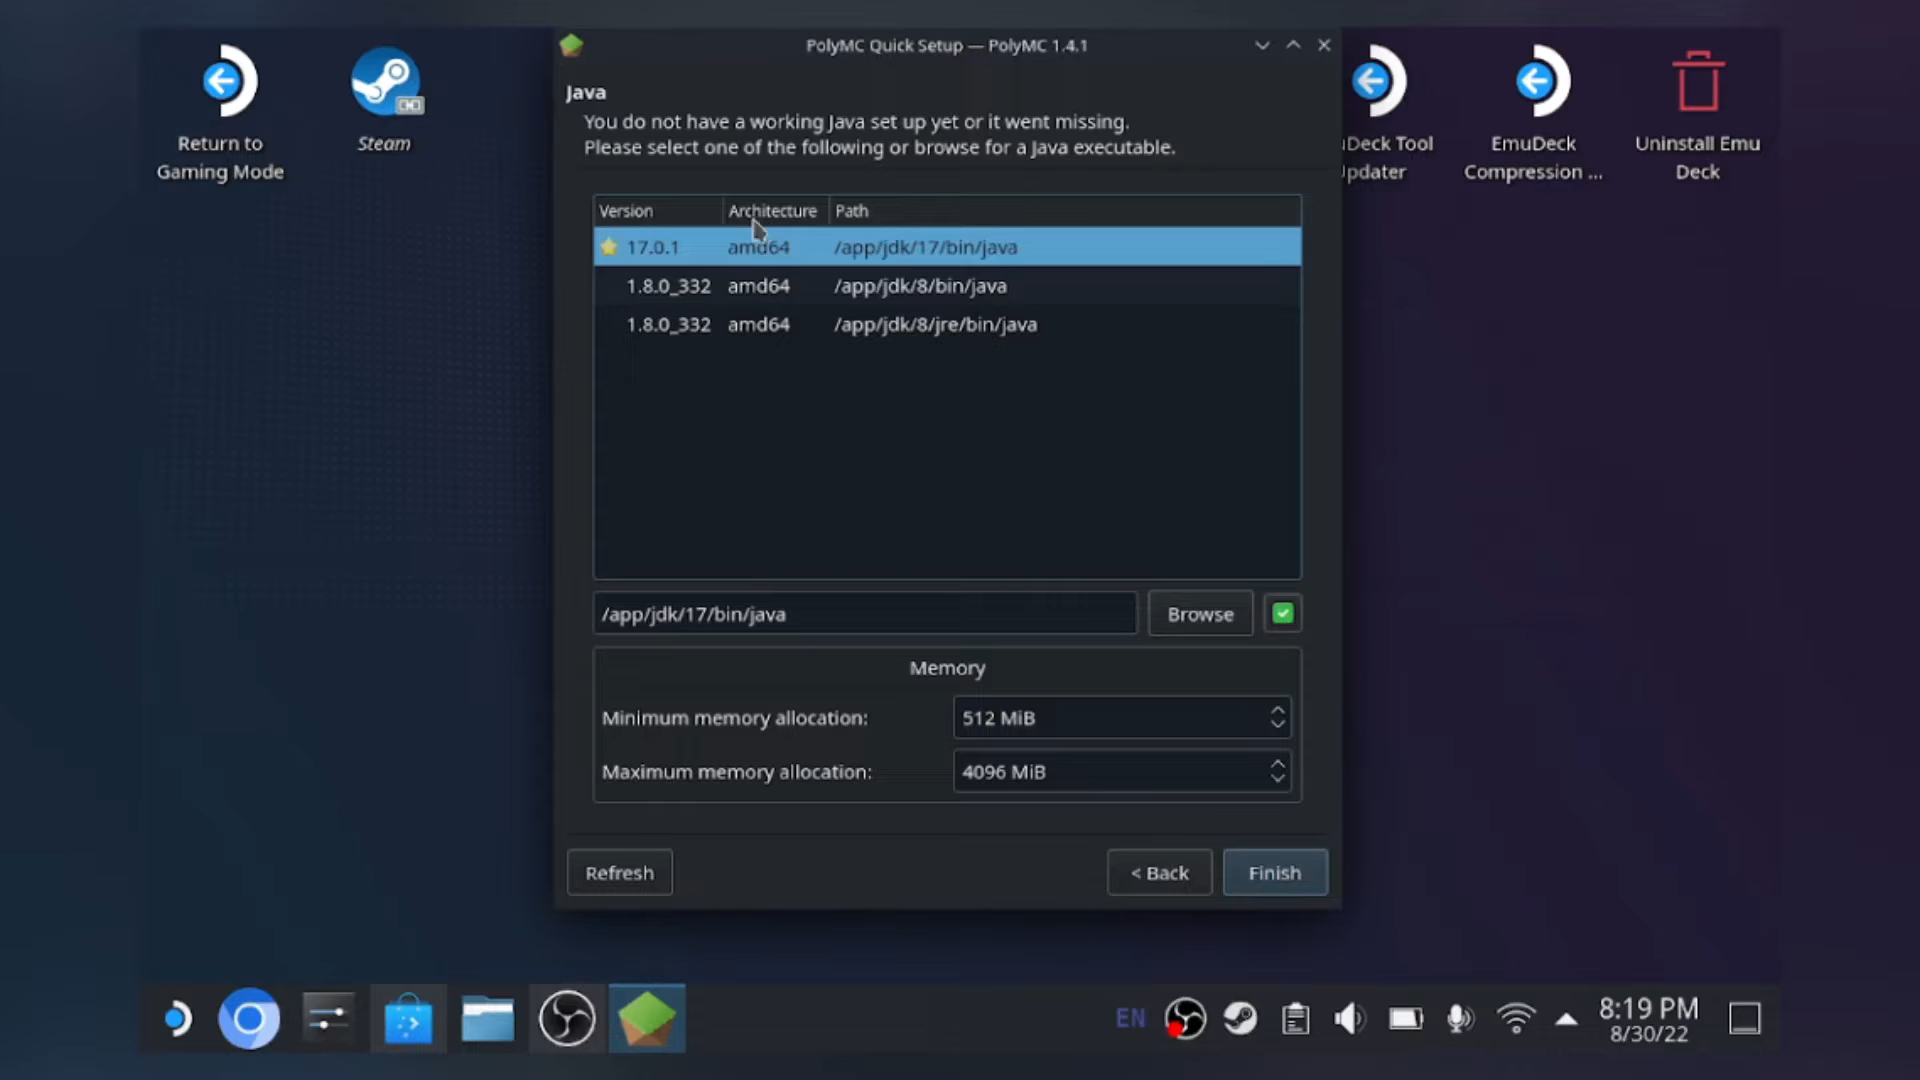 PolyMC Quick Setup — PolyMC 1.4.1
Return to
Gaming Mode
Steam
Deck Tool
pdater
EmuDeck
Compression ...
Uninstall Emu
Deck
Java
You do not have a working Java set up yet or it went missing.
Please select one of the following or browse for a Java executable.
Version Architecture Path
17.0.1 amd64 /app/jdk/17/bin/java
1.8.0_332 amd64 /app/jdk/8/bin/java
1.8.0_332 amd64 /app/jdk/8/jre/bin/java
/app/jdk/17/bin/java
Browse
Memory
Minimum memory allocation: 512 MiB
Maximum memory allocation: 4096 MiB
Refresh
< Back
Finish
EN
8:19 PM
8/30/22